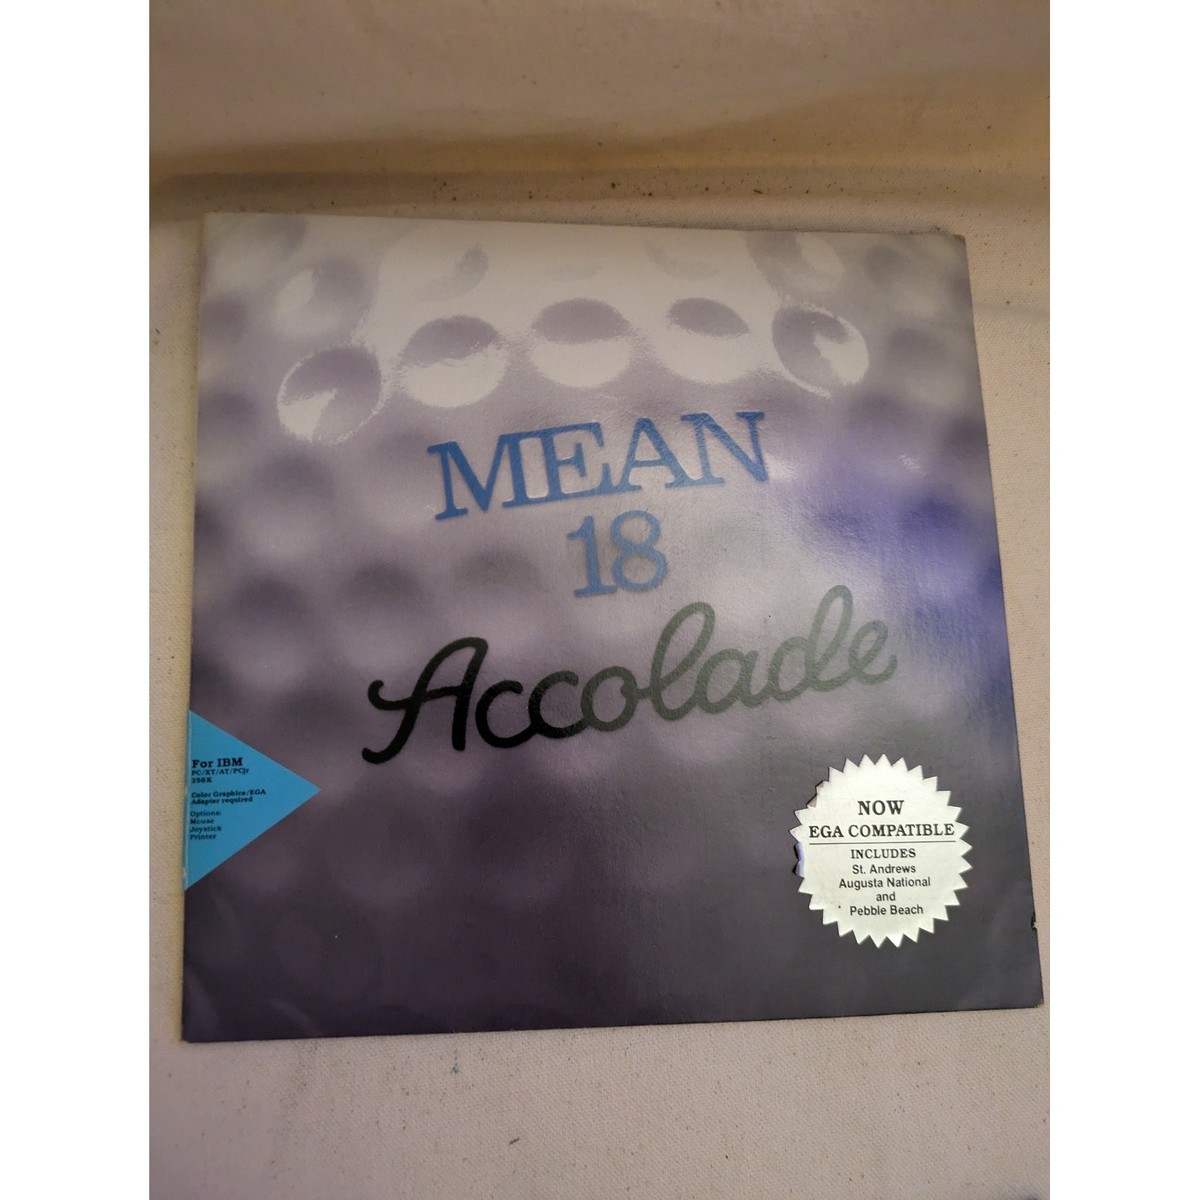 MEAN
18
Accolade
For IBM
PC/XT/AT/PCjr
256K
Color Graphics/EGA
Adapter required
Options:
Mouse
Joystick
Printer
NOW
EGA COMPATIBLE
INCLUDES
St. Andrews
Augusta National
and
Pebble Beach